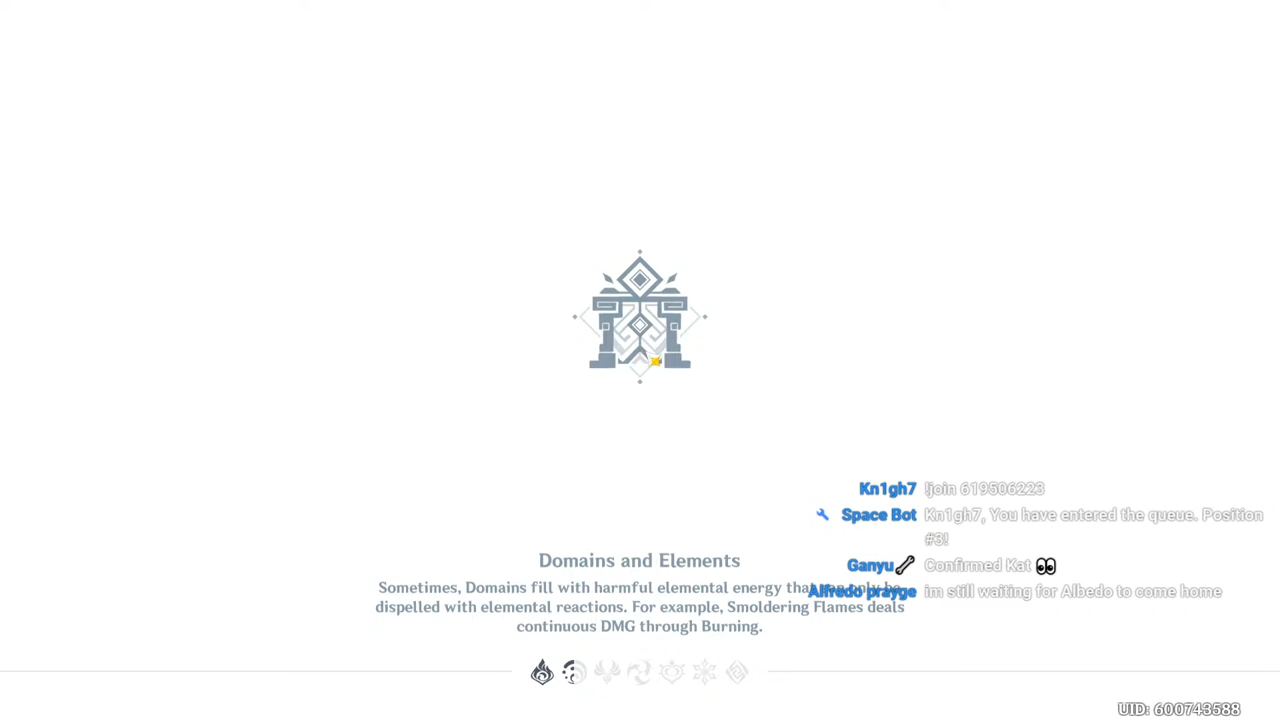 Kn1gh7 !join 619506223
Space Bot Kn1gh7, You have entered the queue. Position
#3!
Ganyu Confirmed Kat
Alfredo prayge im still waiting for Albedo to come home
Domains and Elements
Sometimes, Domains fill with harmful elemental energy that only be
dispelled with elemental reactions. For example, Smoldering Flames deals
continuous DMG through Burning.
UID: 600743588